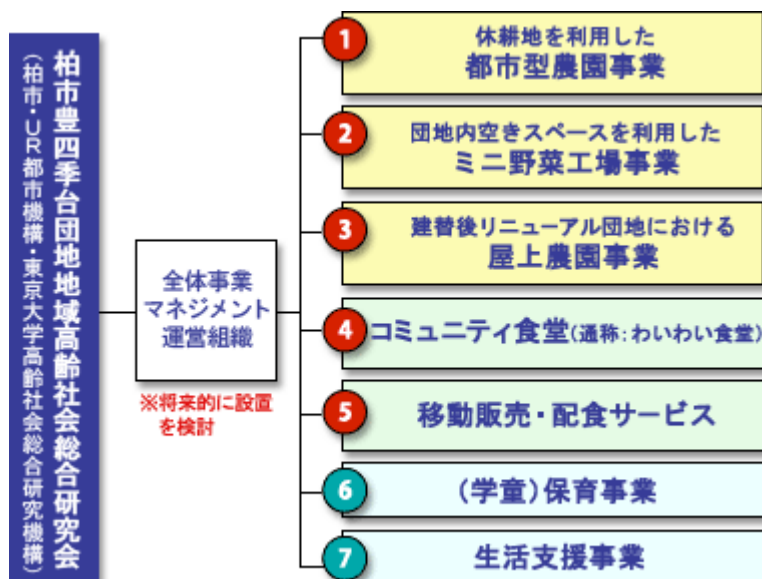 柏市豊四季台団地地域高齢社会総合研究会
（柏市・UR都市機構・東京大学高齢社会総合研究機構）
全体事業
マネジメント
運営組織
※将来的に設置
を検討
1
休耕地を利用した
都市型農園事業
2
団地内空きスペースを利用した
ミニ野菜工場事業
3
建替後リニューアル団地における
屋上農園事業
4
コミュニティ食堂(通称:わいわい食堂)
5
移動販売・配食サービス
6
(学童)保育事業
7
生活支援事業